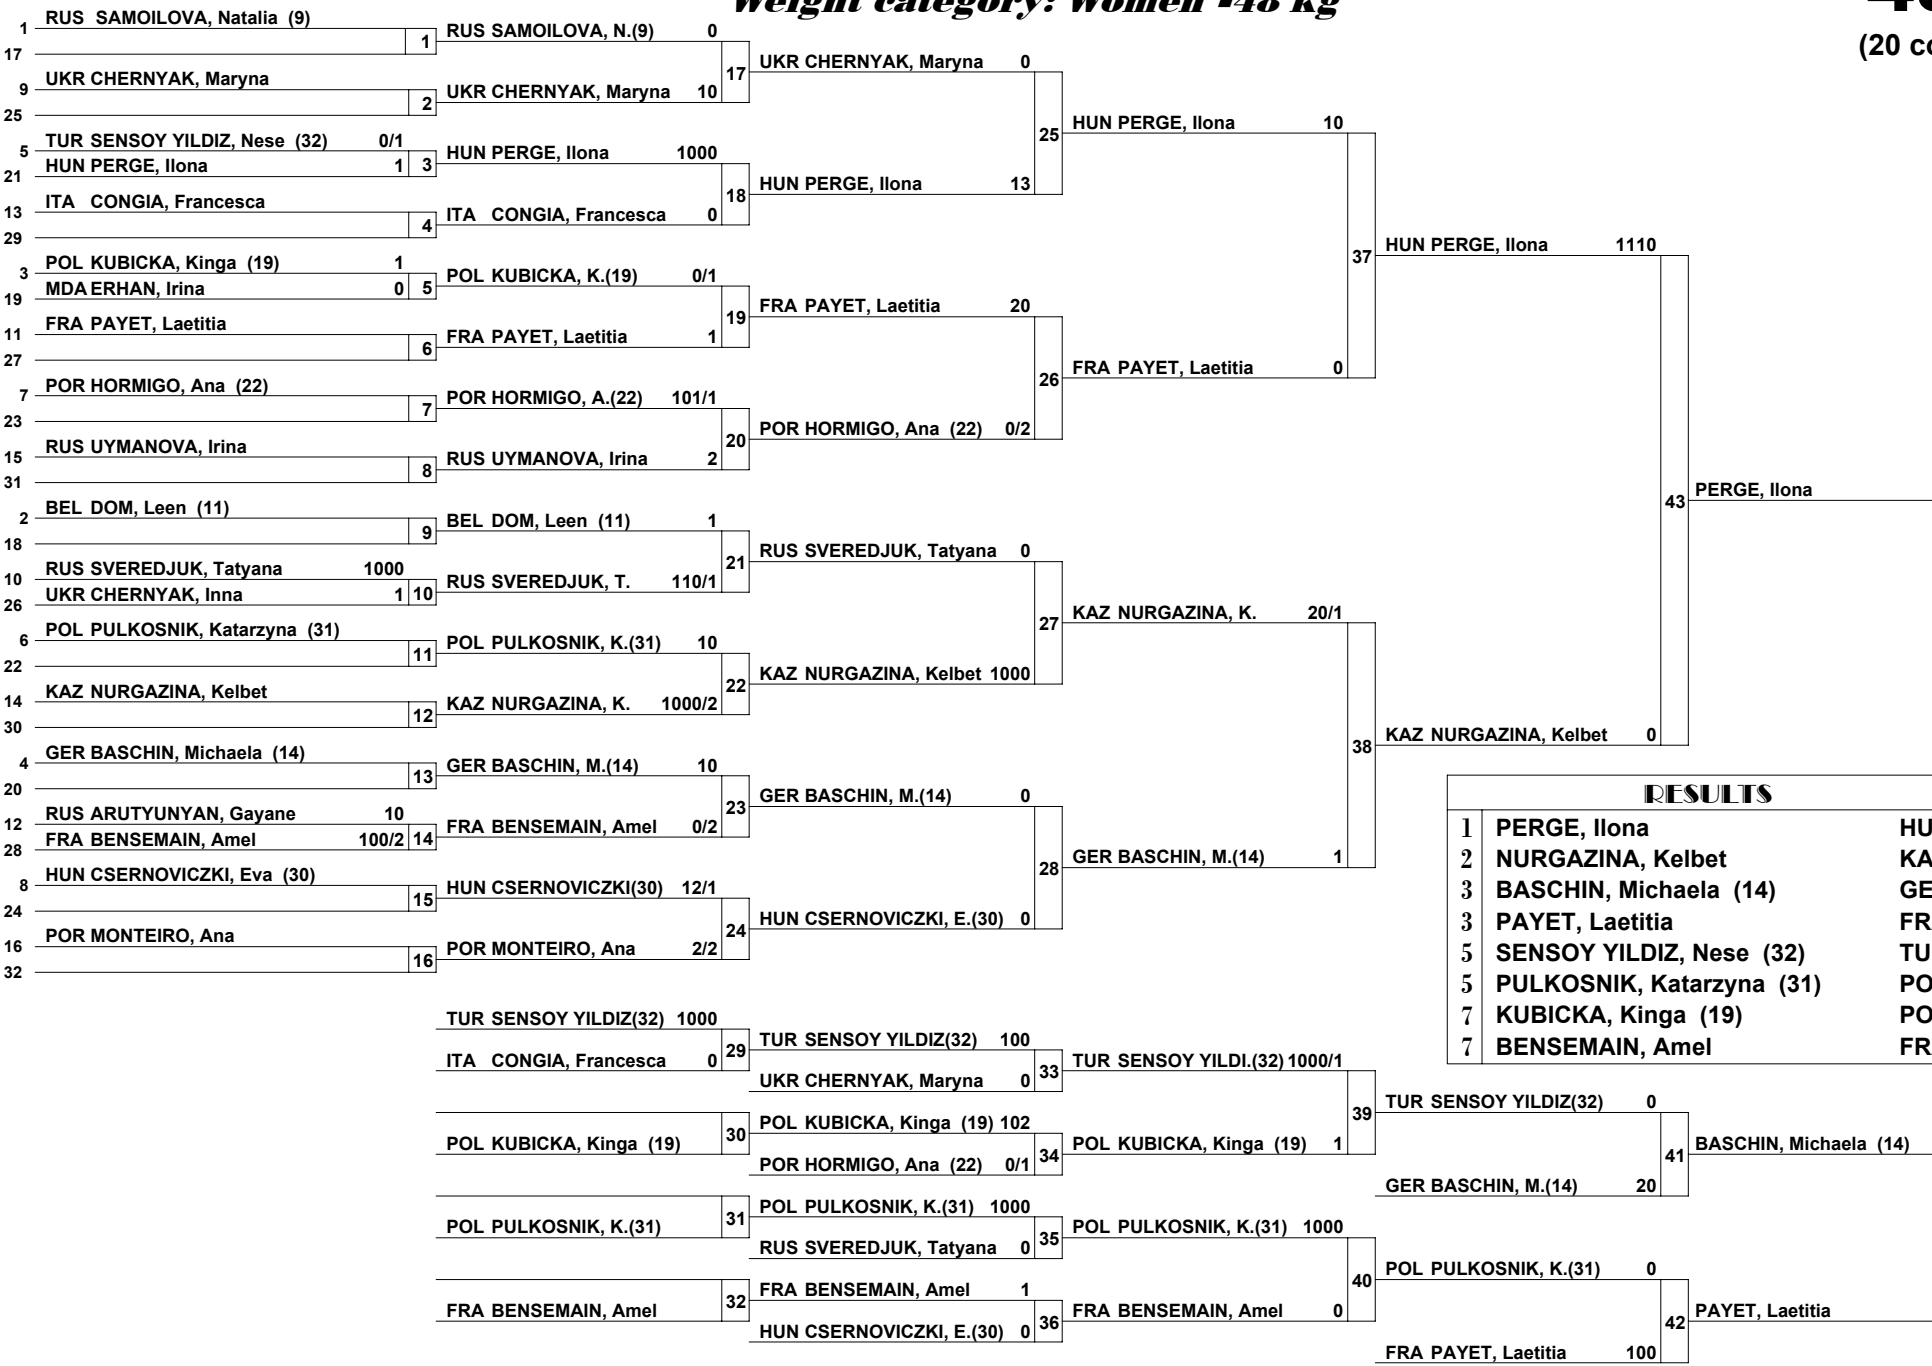 Weight category: Women -48 kg
(20 co
1 RUS SAMOILOVA, Natalia (9)
17
1
9 UKR CHERNYAK, Maryna
25
2
5 TUR SENSOY YILDIZ, Nese (32) 0/1
21 HUN PERGE, Ilona 1
3
13 ITA CONGIA, Francesca
29
4
3 POL KUBICKA, Kinga (19) 1
19 MDA ERHAN, Irina 0
5
11 FRA PAYET, Laetitia
27
6
7 POR HORMIGO, Ana (22)
23
7
15 RUS UYMANOVA, Irina
31
8
2 BEL DOM, Leen (11)
18
9
10 RUS SVEREDJUK, Tatyana 1000
26 UKR CHERNYAK, Inna 1
10
6 POL PULKOSNIK, Katarzyna (31)
22
11
14 KAZ NURGAZINA, Kelbet
30
12
4 GER BASCHIN, Michaela (14)
20
13
12 RUS ARUTYUNYAN, Gayane 10
28 FRA BENSEMAIN, Amel 100/2
14
8 HUN CSERNOVICZKI, Eva (30)
24
15
16 POR MONTEIRO, Ana
32
16
RUS SAMOILOVA, N.(9) 0
UKR CHERNYAK, Maryna 10
17
HUN PERGE, Ilona 1000
ITA CONGIA, Francesca 0
18
POL KUBICKA, K.(19) 0/1
FRA PAYET, Laetitia 1
19
POR HORMIGO, A.(22) 101/1
RUS UYMANOVA, Irina 2
20
BEL DOM, Leen (11) 1
RUS SVEREDJUK, T. 110/1
21
POL PULKOSNIK, K.(31) 10
KAZ NURGAZINA, K. 1000/2
22
GER BASCHIN, M.(14) 10
FRA BENSEMAIN, Amel 0/2
23
HUN CSERNOVICZKI(30) 12/1
POR MONTEIRO, Ana 2/2
24
UKR CHERNYAK, Maryna 0
HUN PERGE, Ilona 13
25
FRA PAYET, Laetitia 20
POR HORMIGO, Ana (22) 0/2
26
RUS SVEREDJUK, Tatyana 0
KAZ NURGAZINA, Kelbet 1000
27
GER BASCHIN, M.(14) 0
HUN CSERNOVICZKI, E.(30) 0
28
HUN PERGE, Ilona 10
FRA PAYET, Laetitia 0
37
KAZ NURGAZINA, K. 20/1
GER BASCHIN, M.(14) 1
38
HUN PERGE, Ilona 1110
KAZ NURGAZINA, Kelbet 0
43
PERGE, Ilona
RESULTS
1 PERGE, Ilona HU
2 NURGAZINA, Kelbet KA
3 BASCHIN, Michaela (14) GE
3 PAYET, Laetitia FR
5 SENSOY YILDIZ, Nese (32) TU
5 PULKOSNIK, Katarzyna (31) PO
7 KUBICKA, Kinga (19) PO
7 BENSEMAIN, Amel FR
TUR SENSOY YILDIZ(32) 1000
ITA CONGIA, Francesca 0
29
POL KUBICKA, Kinga (19)
30
POL PULKOSNIK, K.(31)
31
FRA BENSEMAIN, Amel
32
TUR SENSOY YILDIZ(32) 100
UKR CHERNYAK, Maryna 0
33
POL KUBICKA, Kinga (19) 102
POR HORMIGO, Ana (22) 0/1
34
POL PULKOSNIK, K.(31) 1000
RUS SVEREDJUK, Tatyana 0
35
FRA BENSEMAIN, Amel 1
HUN CSERNOVICZKI, E.(30) 0
36
TUR SENSOY YILDI.(32) 1000/1
POL KUBICKA, Kinga (19) 1
39
POL PULKOSNIK, K.(31) 1000
FRA BENSEMAIN, Amel 0
40
TUR SENSOY YILDIZ(32) 0
GER BASCHIN, M.(14) 20
41
BASCHIN, Michaela (14)
POL PULKOSNIK, K.(31) 0
FRA PAYET, Laetitia 100
42
PAYET, Laetitia